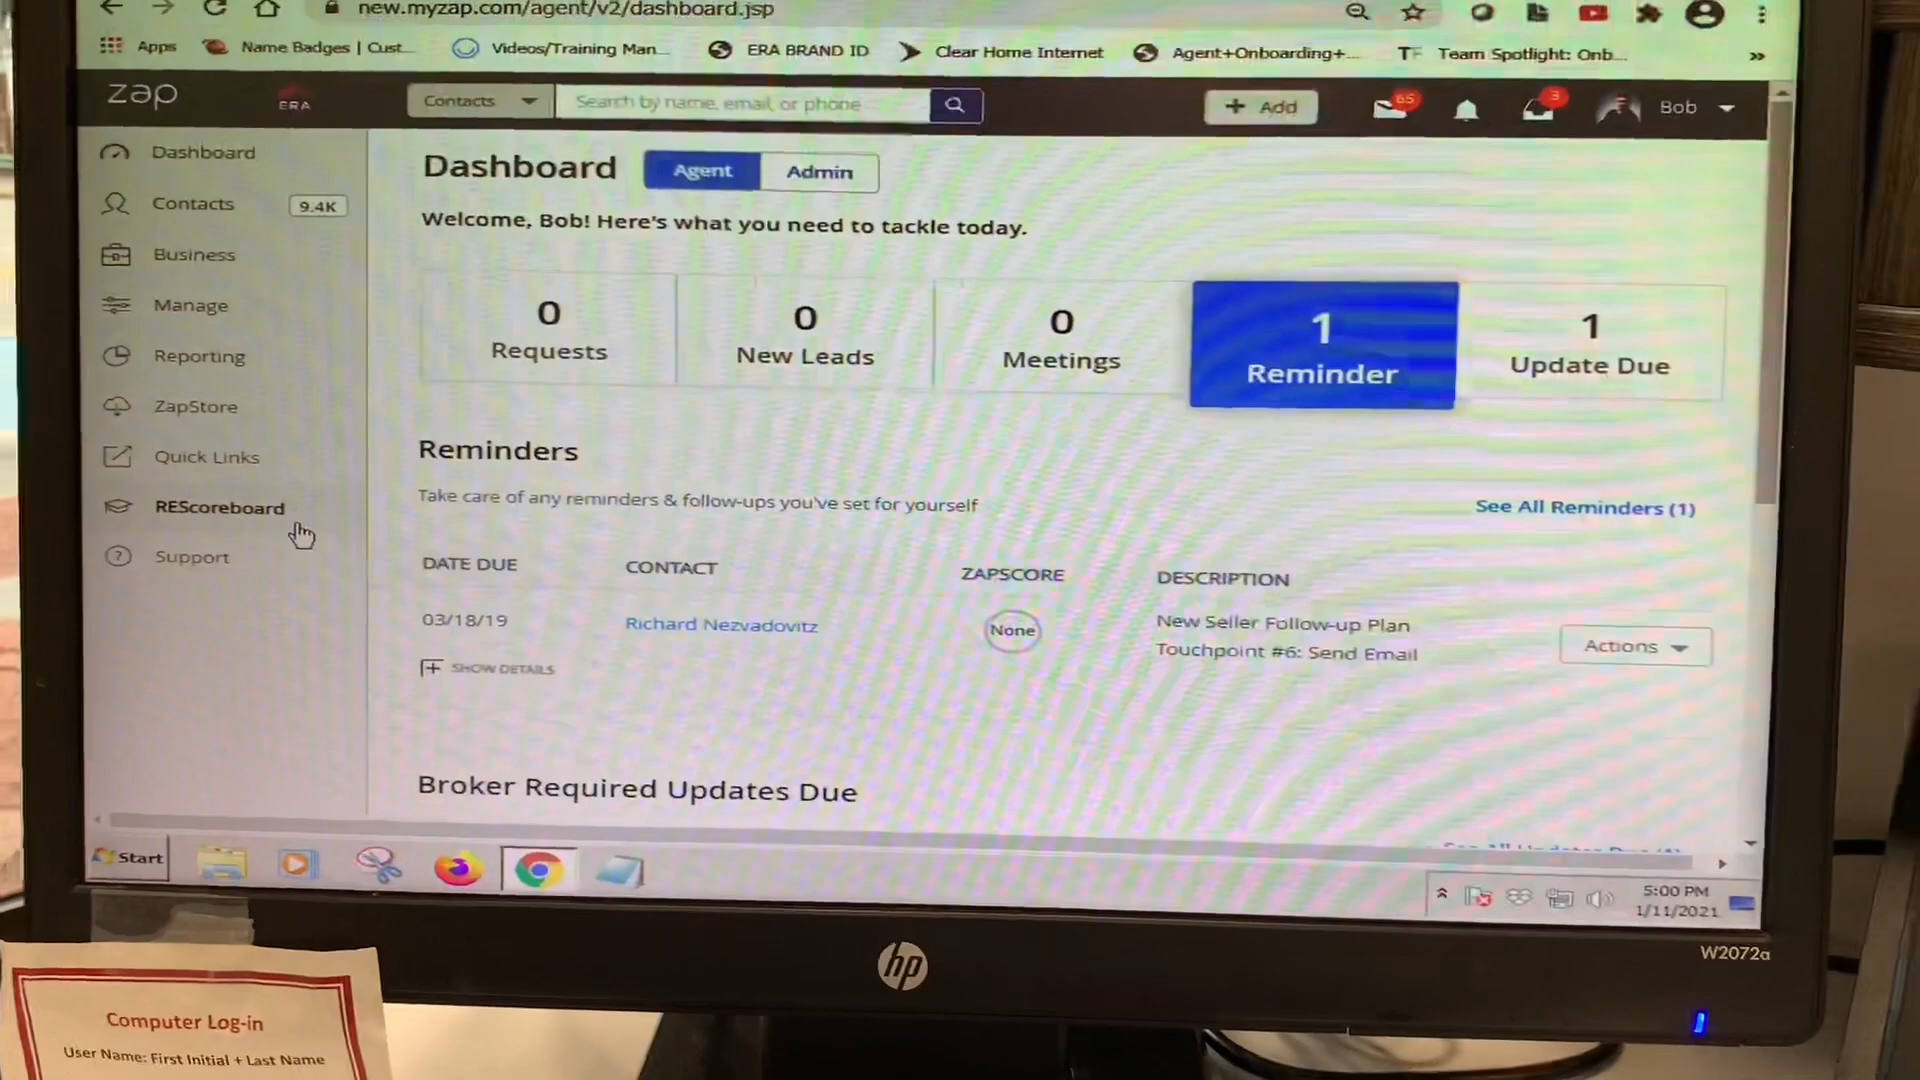 new.myzap.com/agent/v2/dashboard.jsp
Apps
Name Badges | Cust...
Videos/Training Man...
ERA BRAND ID
Clear Home Internet
Agent+Onboarding+...
Team Spotlight: Onb...
»
zap
ERA
Contacts
Search by name, email, or phone
+ Add
65
3
Bob
Dashboard
Contacts
9.4K
Business
Manage
Reporting
ZapStore
Quick Links
REScoreboard
Support
Dashboard
Agent
Admin
Welcome, Bob! Here's what you need to tackle today.
0
Requests
0
New Leads
0
Meetings
1
Reminder
1
Update Due
Reminders
Take care of any reminders & follow-ups you've set for yourself
See All Reminders (1)
DATE DUE
CONTACT
ZAPSCORE
DESCRIPTION
03/18/19
Richard Nezvadovitz
None
New Seller Follow-up Plan
Touchpoint #6: Send Email
Actions
SHOW DETAILS
Broker Required Updates Due
Start
5:00 PM
1/11/2021
hp
W2072a
Computer Log-in
User Name: First Initial + Last Name